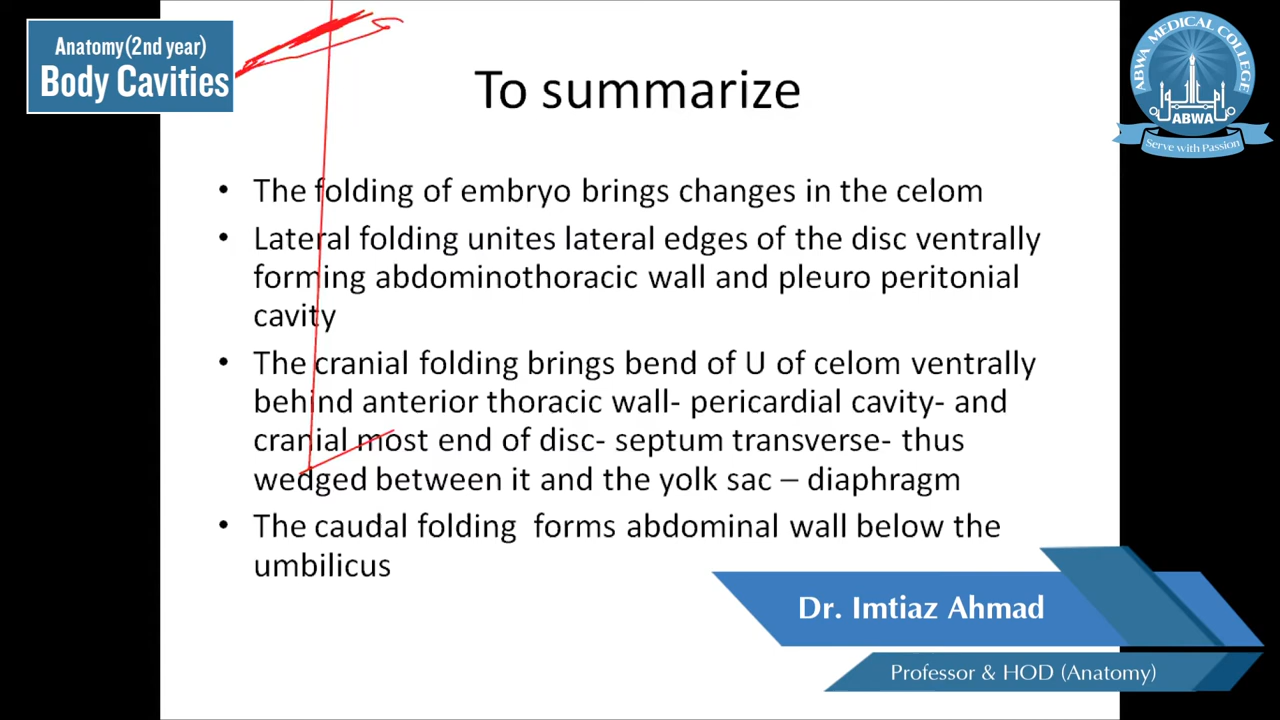 Anatomy(2nd year)
Body Cavities
ABWA MEDICAL COLLEGE
ABWA
Serve with Passion
To summarize
• The folding of embryo brings changes in the celom
• Lateral folding unites lateral edges of the disc ventrally
forming abdominothoracic wall and pleuro peritonial
cavity
• The cranial folding brings bend of U of celom ventrally
behind anterior thoracic wall- pericardial cavity- and
cranial most end of disc- septum transverse- thus
wedged between it and the yolk sac – diaphragm
• The caudal folding forms abdominal wall below the
umbilicus
Dr. Imtiaz Ahmad
Professor & HOD (Anatomy)